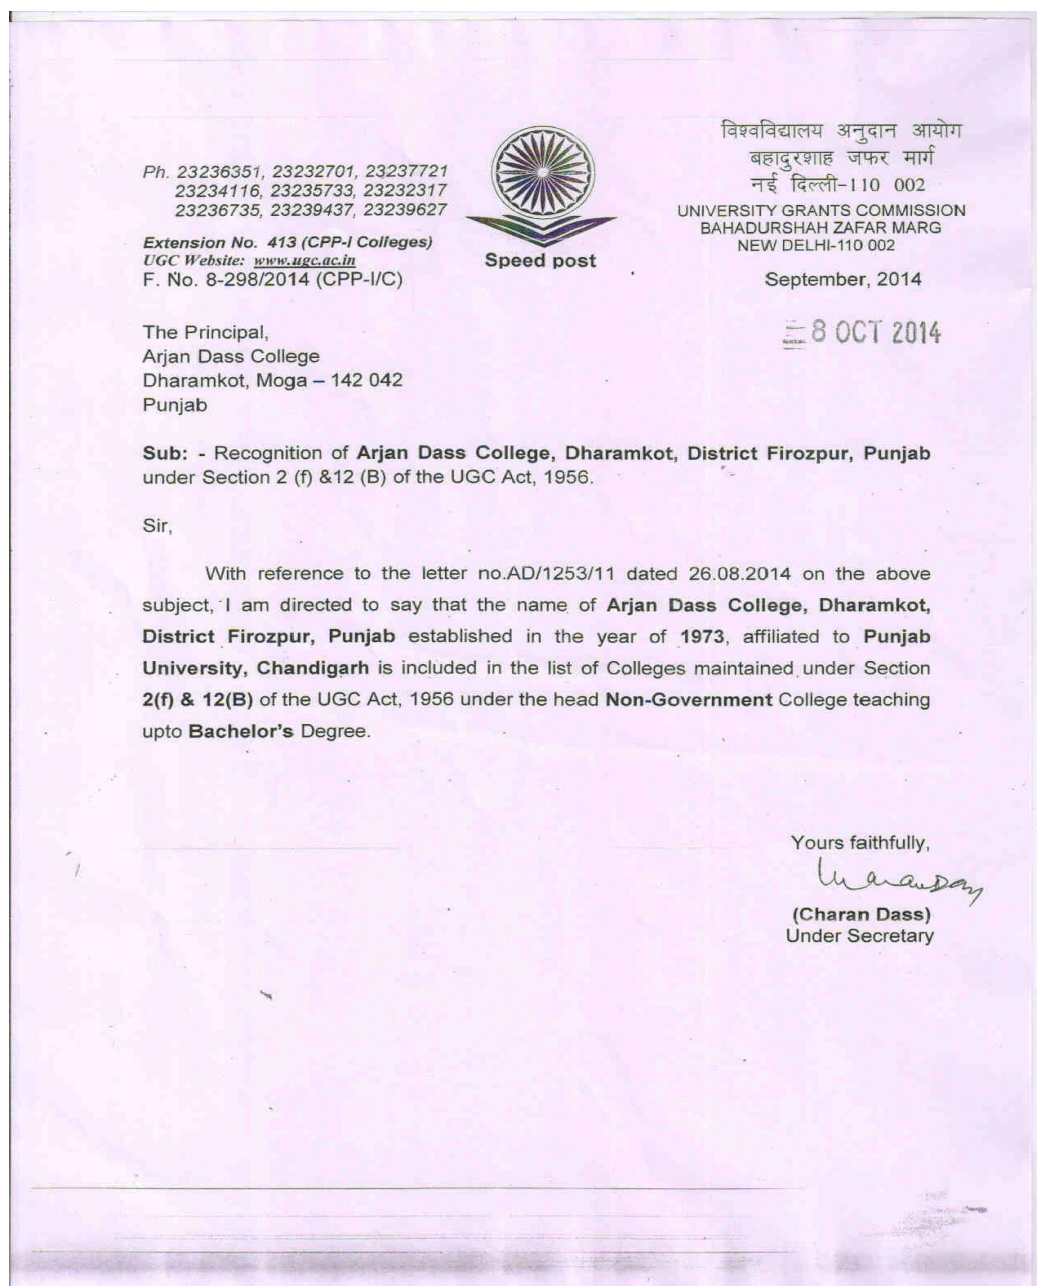 विश्वविद्यालय अनुदान आयोग
बहादुरशाह जफर मार्ग
नई दिल्ली-110 002
UNIVERSITY GRANTS COMMISSION
BAHADURSHAH ZAFAR MARG
NEW DELHI-110 002
Ph. 23236351, 23232701, 23237721
23234116, 23235733, 23232317
23236735, 23239437, 23239627
Extension No. 413 (CPP-I Colleges)
UGC Website: www.ugc.ac.in
F. No. 8-298/2014 (CPP-I/C)
Speed post
September, 2014
8 OCT 2014
The Principal,
Arjan Dass College
Dharamkot, Moga – 142 042
Punjab
Sub: - Recognition of Arjan Dass College, Dharamkot, District Firozpur, Punjab
under Section 2 (f) &12 (B) of the UGC Act, 1956.
Sir,
With reference to the letter no.AD/1253/11 dated 26.08.2014 on the above
subject, I am directed to say that the name of Arjan Dass College, Dharamkot,
District Firozpur, Punjab established in the year of 1973, affiliated to Punjab
University, Chandigarh is included in the list of Colleges maintained under Section
2(f) & 12(B) of the UGC Act, 1956 under the head Non-Government College teaching
upto Bachelor's Degree.
Yours faithfully,
(Charan Dass)
Under Secretary